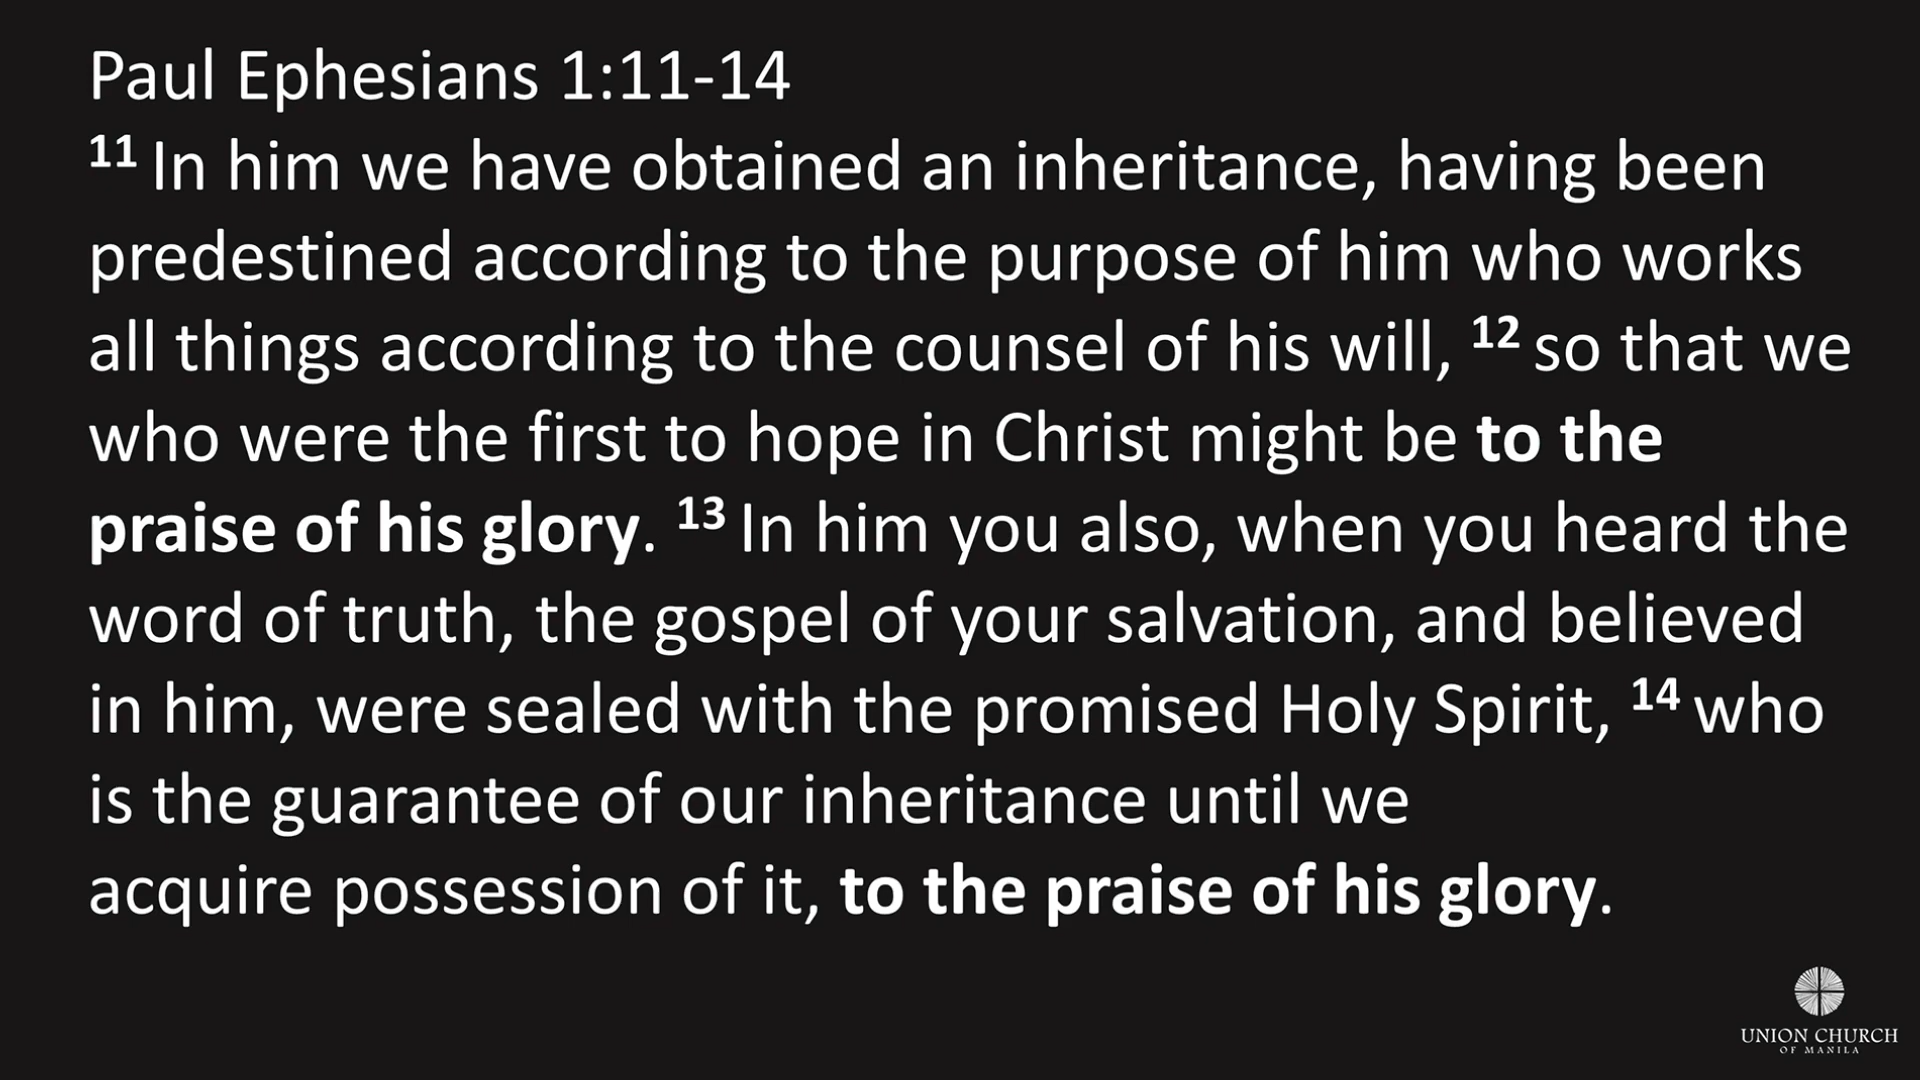 Paul Ephesians 1:11-14
11 In him we have obtained an inheritance, having been
predestined according to the purpose of him who works
all things according to the counsel of his will, 12 so that we
who were the first to hope in Christ might be to the
praise of his glory. 13 In him you also, when you heard the
word of truth, the gospel of your salvation, and believed
in him, were sealed with the promised Holy Spirit, 14 who
is the guarantee of our inheritance until we
acquire possession of it, to the praise of his glory.
UNION CHURCH
OF MANILA